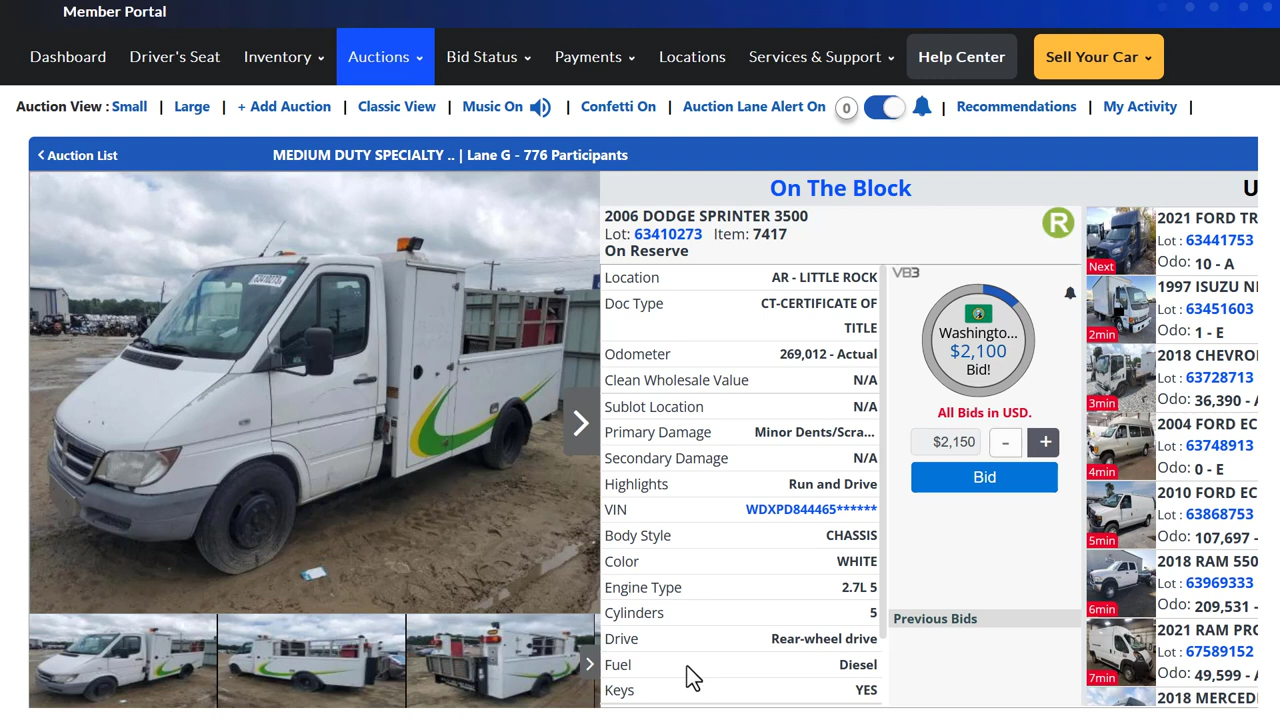 Member Portal
Dashboard Driver's Seat Inventory Auctions Bid Status Payments Locations Services & Support Help Center Sell Your Car
Auction View : Small | Large | + Add Auction | Classic View | Music On | Confetti On | Auction Lane Alert On 0 | Recommendations | My Activity |
Auction List
MEDIUM DUTY SPECIALTY .. | Lane G - 776 Participants
On The Block
2006 DODGE SPRINTER 3500
Lot: 63410273 Item: 7417
On Reserve
R
Location AR - LITTLE ROCK
Doc Type CT-CERTIFICATE OF
TITLE
Odometer 269,012 - Actual
Clean Wholesale Value N/A
Sublot Location N/A
Primary Damage Minor Dents/Scra...
Secondary Damage N/A
Highlights Run and Drive
VIN WDXPD844465******
Body Style CHASSIS
Color WHITE
Engine Type 2.7L 5
Cylinders 5
Drive Rear-wheel drive
Fuel Diesel
Keys YES
VB3
Washingto...
$2,100
Bid!
All Bids in USD.
$2,150 - +
Bid
Previous Bids
U
2021 FORD TR
Lot : 63441753
Odo: 10 - A
Next
1997 ISUZU N
Lot : 63451603
Odo: 1 - E
2min
2018 CHEVRO
Lot : 63728713
Odo: 36,390 - A
3min
2004 FORD EC
Lot : 63748913
Odo: 0 - E
4min
2010 FORD EC
Lot : 63868753
Odo: 107,697 -
5min
2018 RAM 550
Lot : 63969333
Odo: 209,531 -
6min
2021 RAM PRO
Lot : 67589152
Odo: 49,599 - A
7min
2018 MERCED
63410273